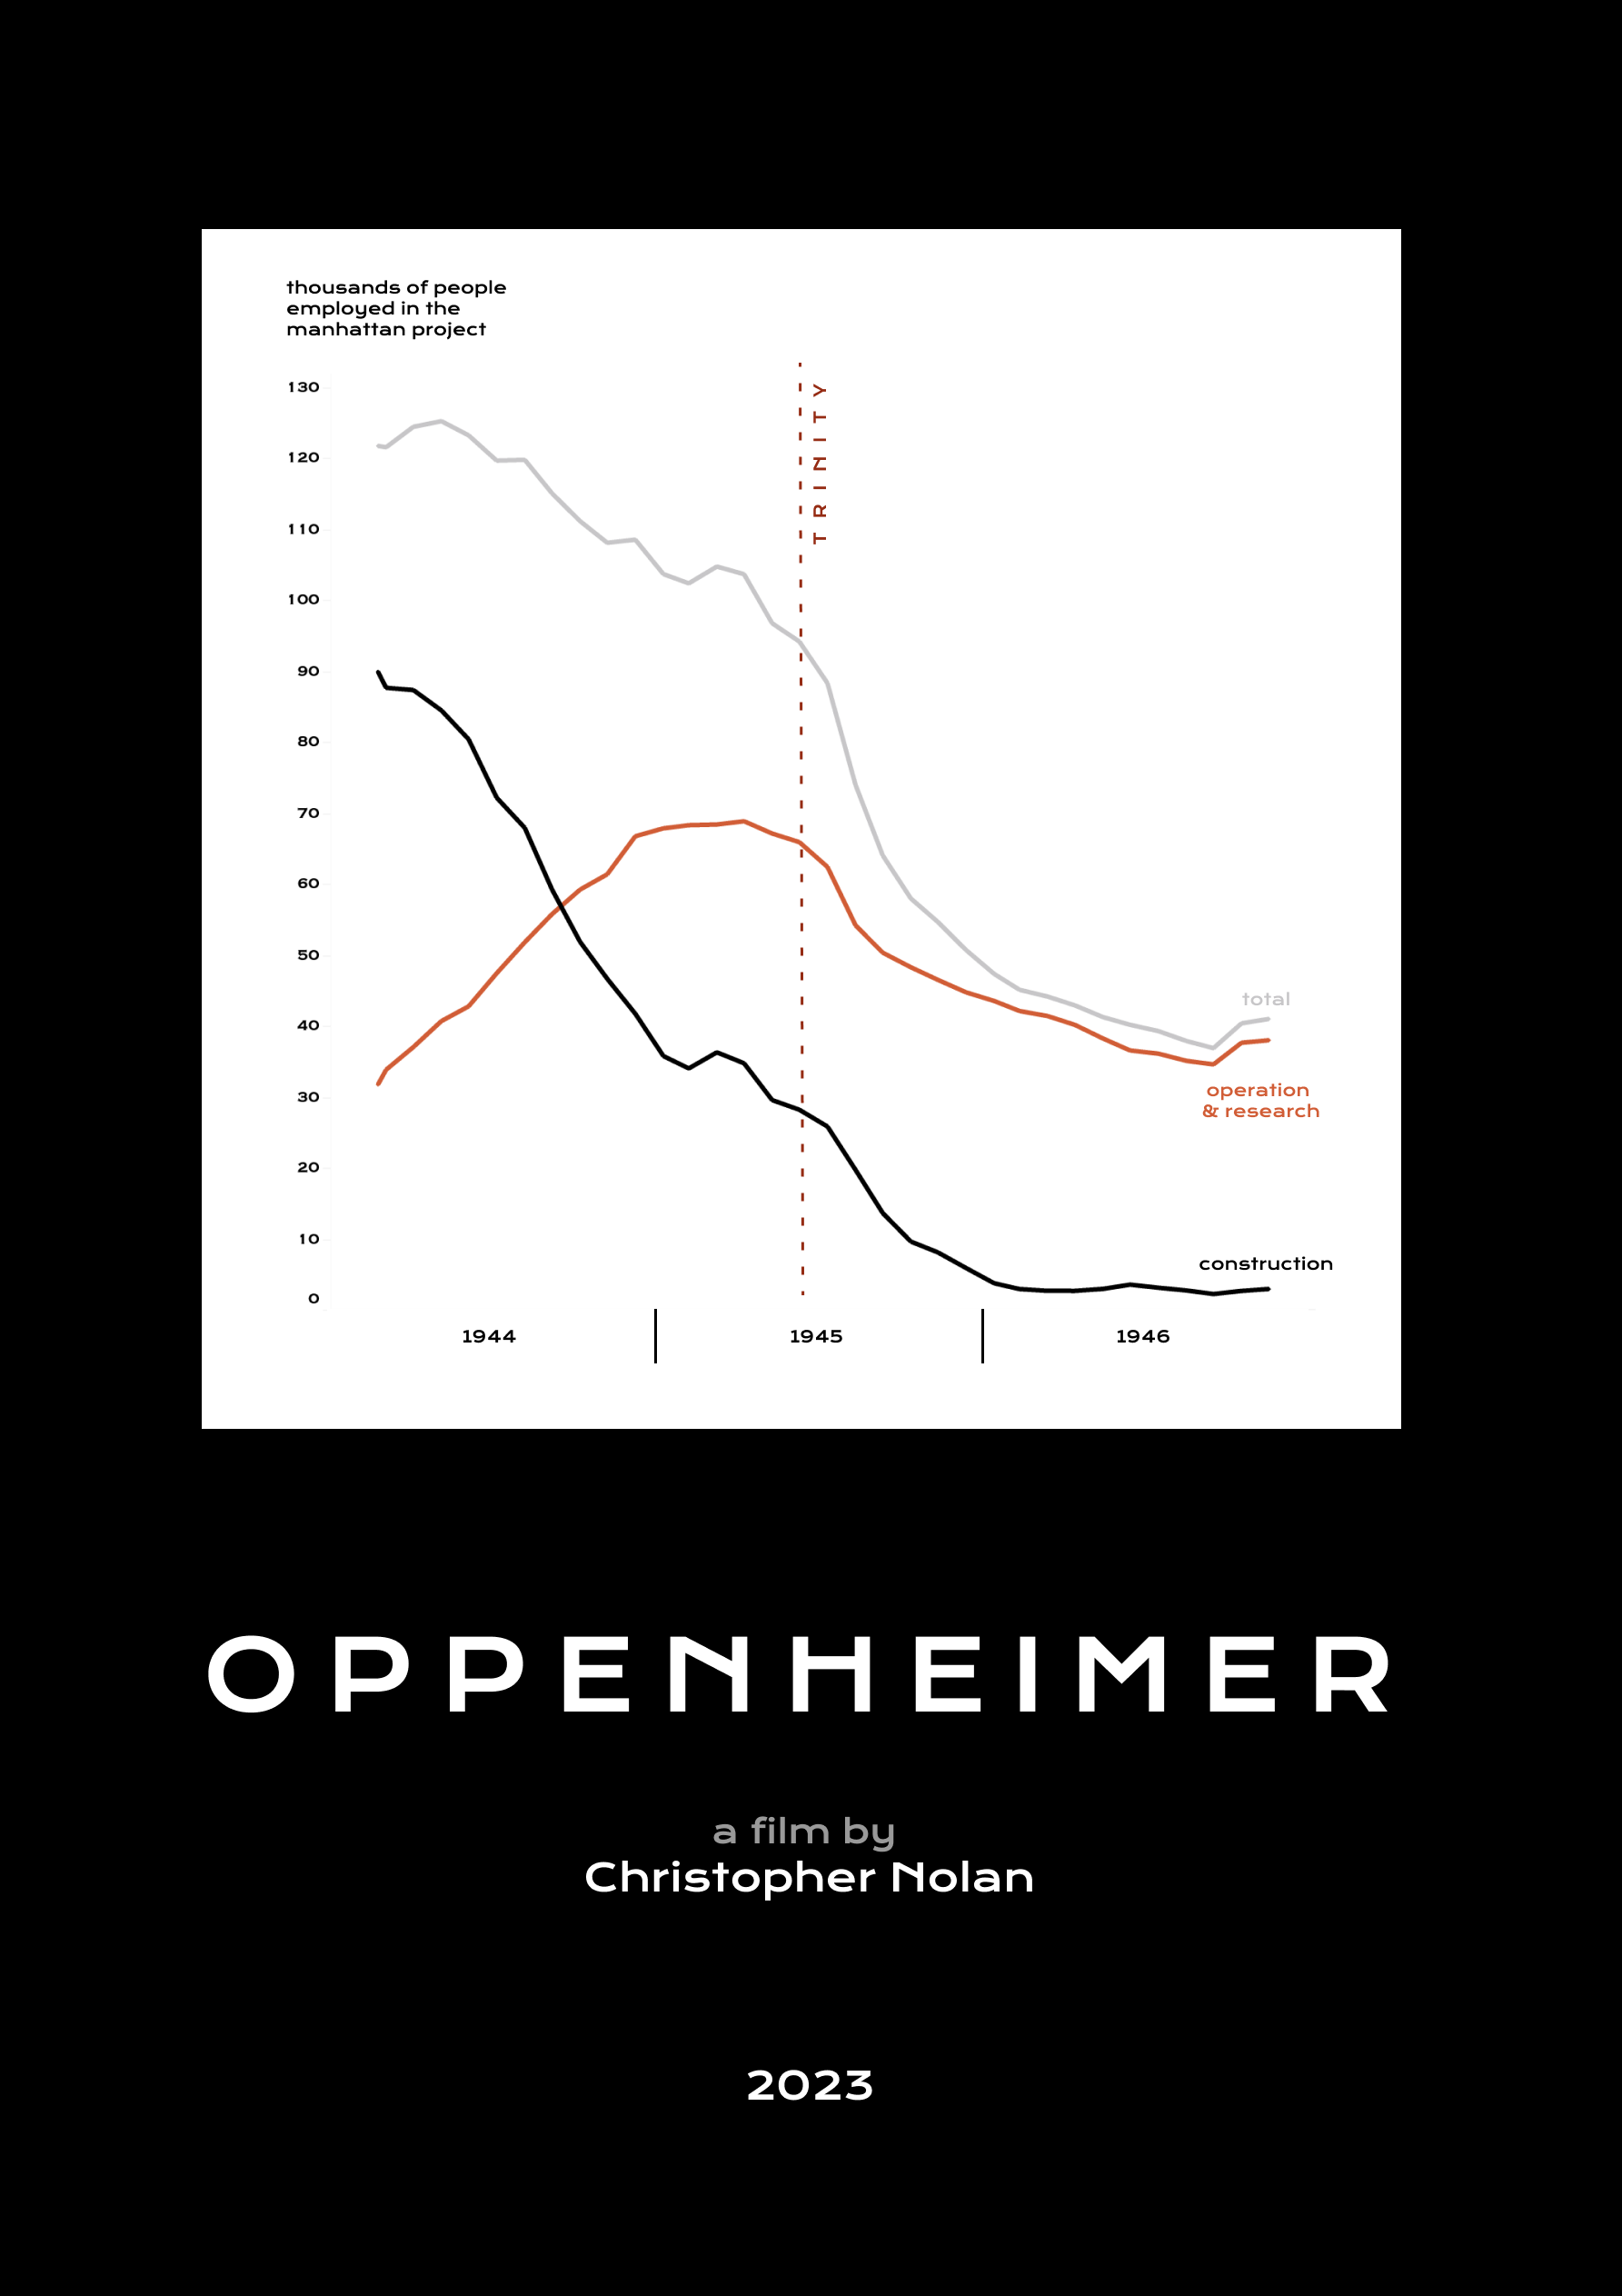 thousands of people
employed in the
manhattan project
130
120
110
100
90
80
70
60
50
40
30
20
10
0
TRINITY
total
operation
& research
construction
1944
1945
1946
OPPENHEIMER
a film by
Christopher Nolan
2023